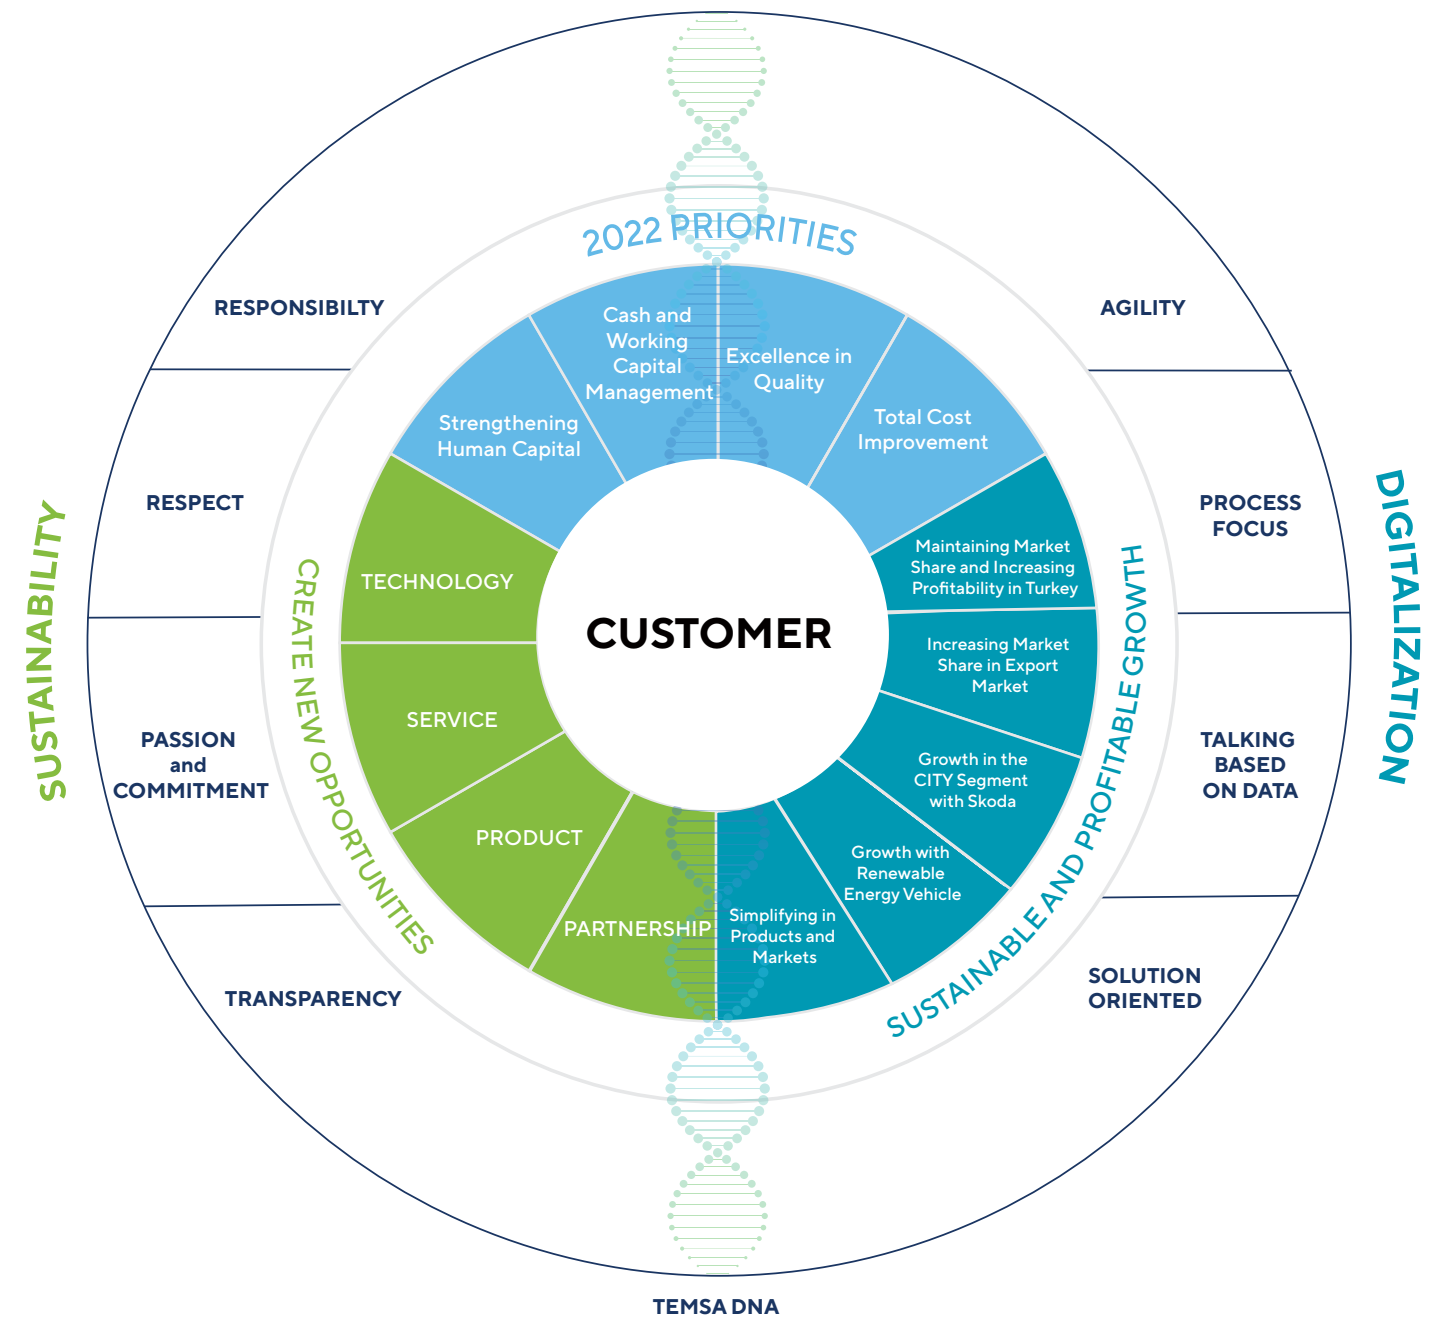 2022 PRIORITIES
RESPONSIBILTY
AGILITY
Cash and
Working
Capital
Management
Excellence in
Quality
Strengthening
Human Capital
Total Cost
Improvement
SUSTAINABILITY
RESPECT
PROCESS
FOCUS
DIGITALIZATION
CREATE NEW OPPORTUNITIES
TECHNOLOGY
Maintaining Market
Share and Increasing
Profitability in Turkey
SUSTAINABLE AND PROFITABLE GROWTH
CUSTOMER
Increasing Market
Share in Export
Market
SERVICE
PASSION
and
COMMITMENT
TALKING
BASED
ON DATA
Growth in the
CITY Segment
with Skoda
PRODUCT
Growth with
Renewable
Energy Vehicle
PARTNERSHIP
Simplifying in
Products and
Markets
TRANSPARENCY
SOLUTION
ORIENTED
TEMSA DNA